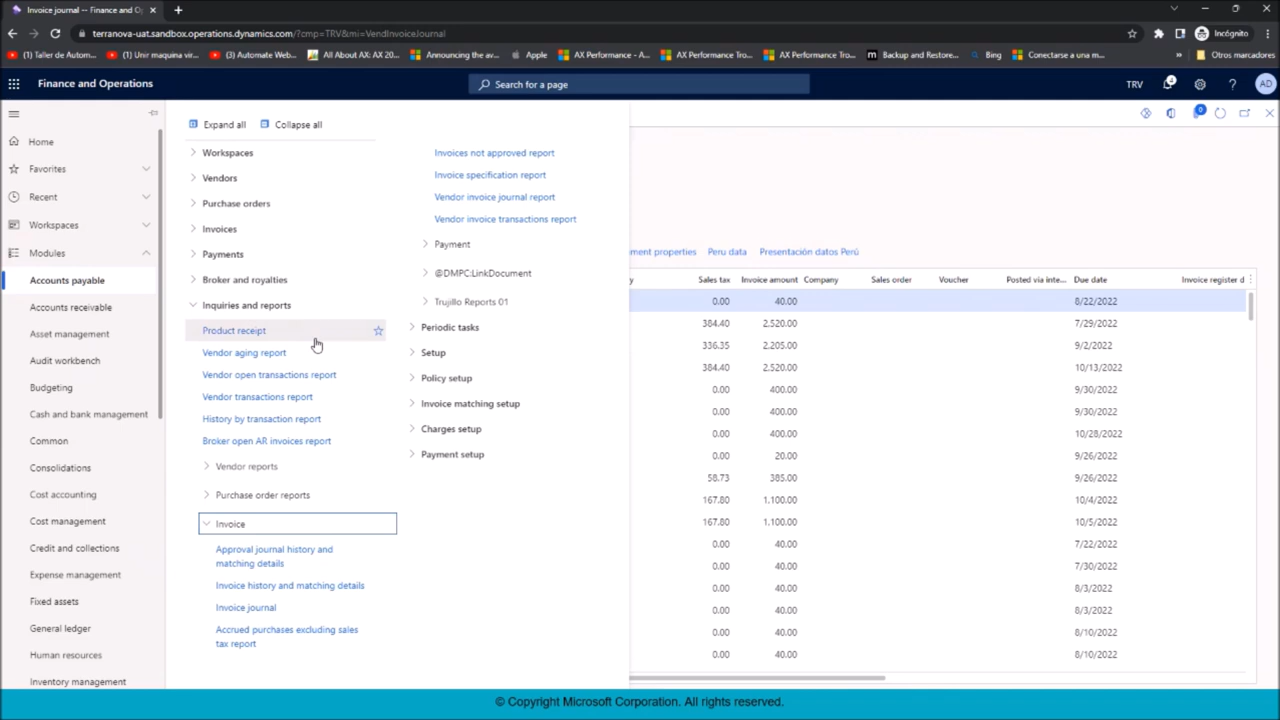 Invoice journal -- Finance and Op
terranova-uat.sandbox.operations.dynamics.com/?cmp=TRV&mi=VendInvoiceJournal
Incógnito
(1) Taller de Autom...
(1) Unir maquina vir...
(3) Automate Web...
All About AX: AX 20...
Announcing the av...
Apple
AX Performance - A...
AX Performance Tro...
AX Performance Tro...
Backup and Restore...
Bing
Conectarse a una m...
»
Otros marcadores
Finance and Operations
Search for a page
TRV
4
?
AD
Expand all
Collapse all
0
Home
Favorites
Recent
Workspaces
Modules
Accounts payable
Accounts receivable
Asset management
Audit workbench
Budgeting
Cash and bank management
Common
Consolidations
Cost accounting
Cost management
Credit and collections
Expense management
Fixed assets
General ledger
Human resources
Inventory management
Workspaces
Vendors
Purchase orders
Invoices
Payments
Broker and royalties
Inquiries and reports
Product receipt
Vendor aging report
Vendor open transactions report
Vendor transactions report
History by transaction report
Broker open AR invoices report
Vendor reports
Purchase order reports
Invoice
Approval journal history and
matching details
Invoice history and matching details
Invoice journal
Accrued purchases excluding sales
tax report
Invoices not approved report
Invoice specification report
Vendor invoice journal report
Vendor invoice transactions report
Payment
@DMPC:LinkDocument
Trujillo Reports 01
Periodic tasks
Setup
Policy setup
Invoice matching setup
Charges setup
Payment setup
ment properties Peru data Presentación datos Perú
y Sales tax Invoice amount Company Sales order Voucher Posted via inte... Due date Invoice register d
0.00 40.00 8/22/2022
384.40 2.520.00 7/29/2022
336.35 2.205.00 9/2/2022
384.40 2.520.00 10/13/2022
0.00 400.00 9/30/2022
0.00 400.00 9/30/2022
0.00 400.00 10/28/2022
0.00 20.00 9/26/2022
58.73 385.00 9/26/2022
167.80 1.100.00 10/4/2022
167.80 1.100.00 10/5/2022
0.00 40.00 7/22/2022
0.00 40.00 7/30/2022
0.00 40.00 8/3/2022
0.00 40.00 8/3/2022
0.00 40.00 8/10/2022
0.00 40.00 8/10/2022
© Copyright Microsoft Corporation. All rights reserved.